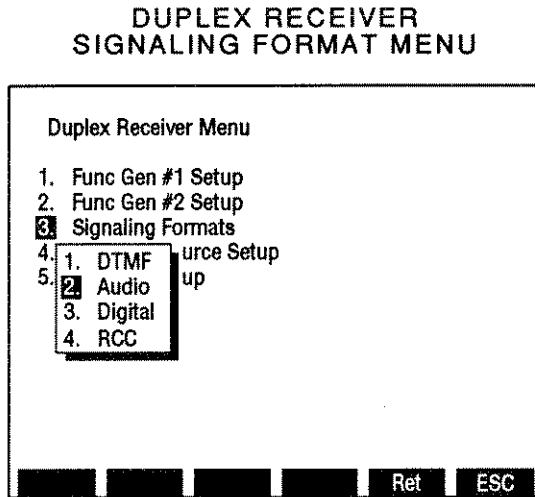 DUPLEX RECEIVER
SIGNALING FORMAT MENU
Duplex Receiver Menu
1. Func Gen #1 Setup
2. Func Gen #2 Setup
3. Signaling Formats
4. urce Setup
5. up
1. DTMF
2. Audio
3. Digital
4. RCC
Ret ESC